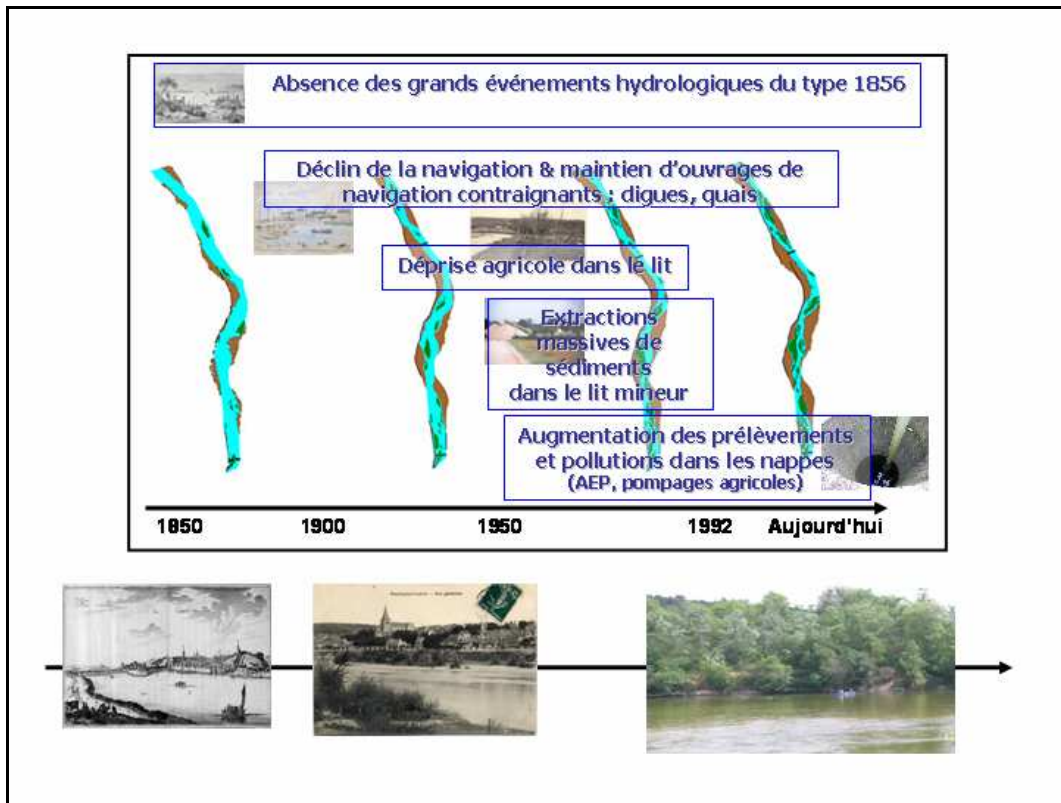 Absence des grands événements hydrologiques du type 1856
Déclin de la navigation & maintien d'ouvrages de
navigation contraignants : digues, quais
Déprise agricole dans le lit
Extractions
massives de
sédiments
dans le lit mineur
Augmentation des prélèvements
et pollutions dans les nappes
(AEP, pompages agricoles)
1850 1900 1950 1992 Aujourd'hui